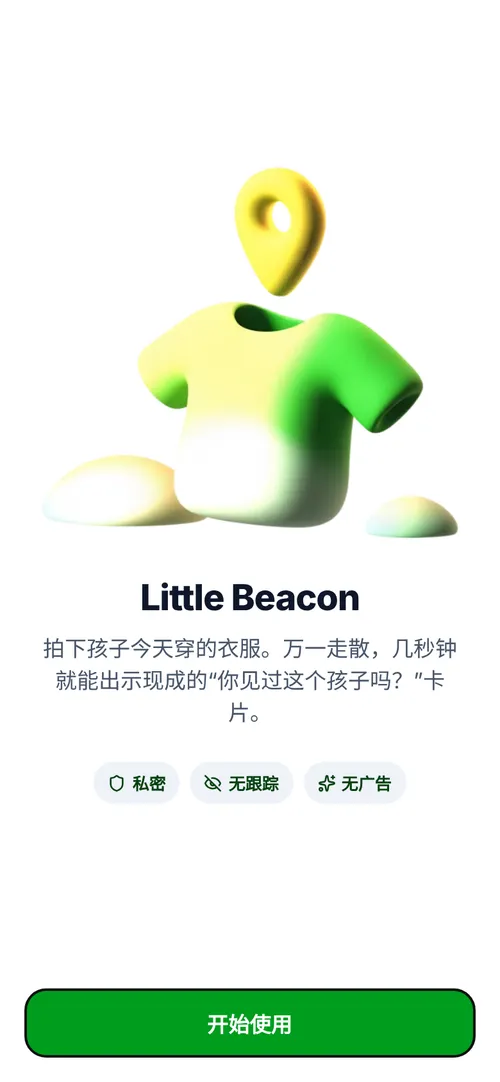 Little Beacon
拍下孩子今天穿的衣服。万一走散，几秒钟
就能出示现成的“你见过这个孩子吗？”卡
片。
私密
无跟踪
无广告
开始使用